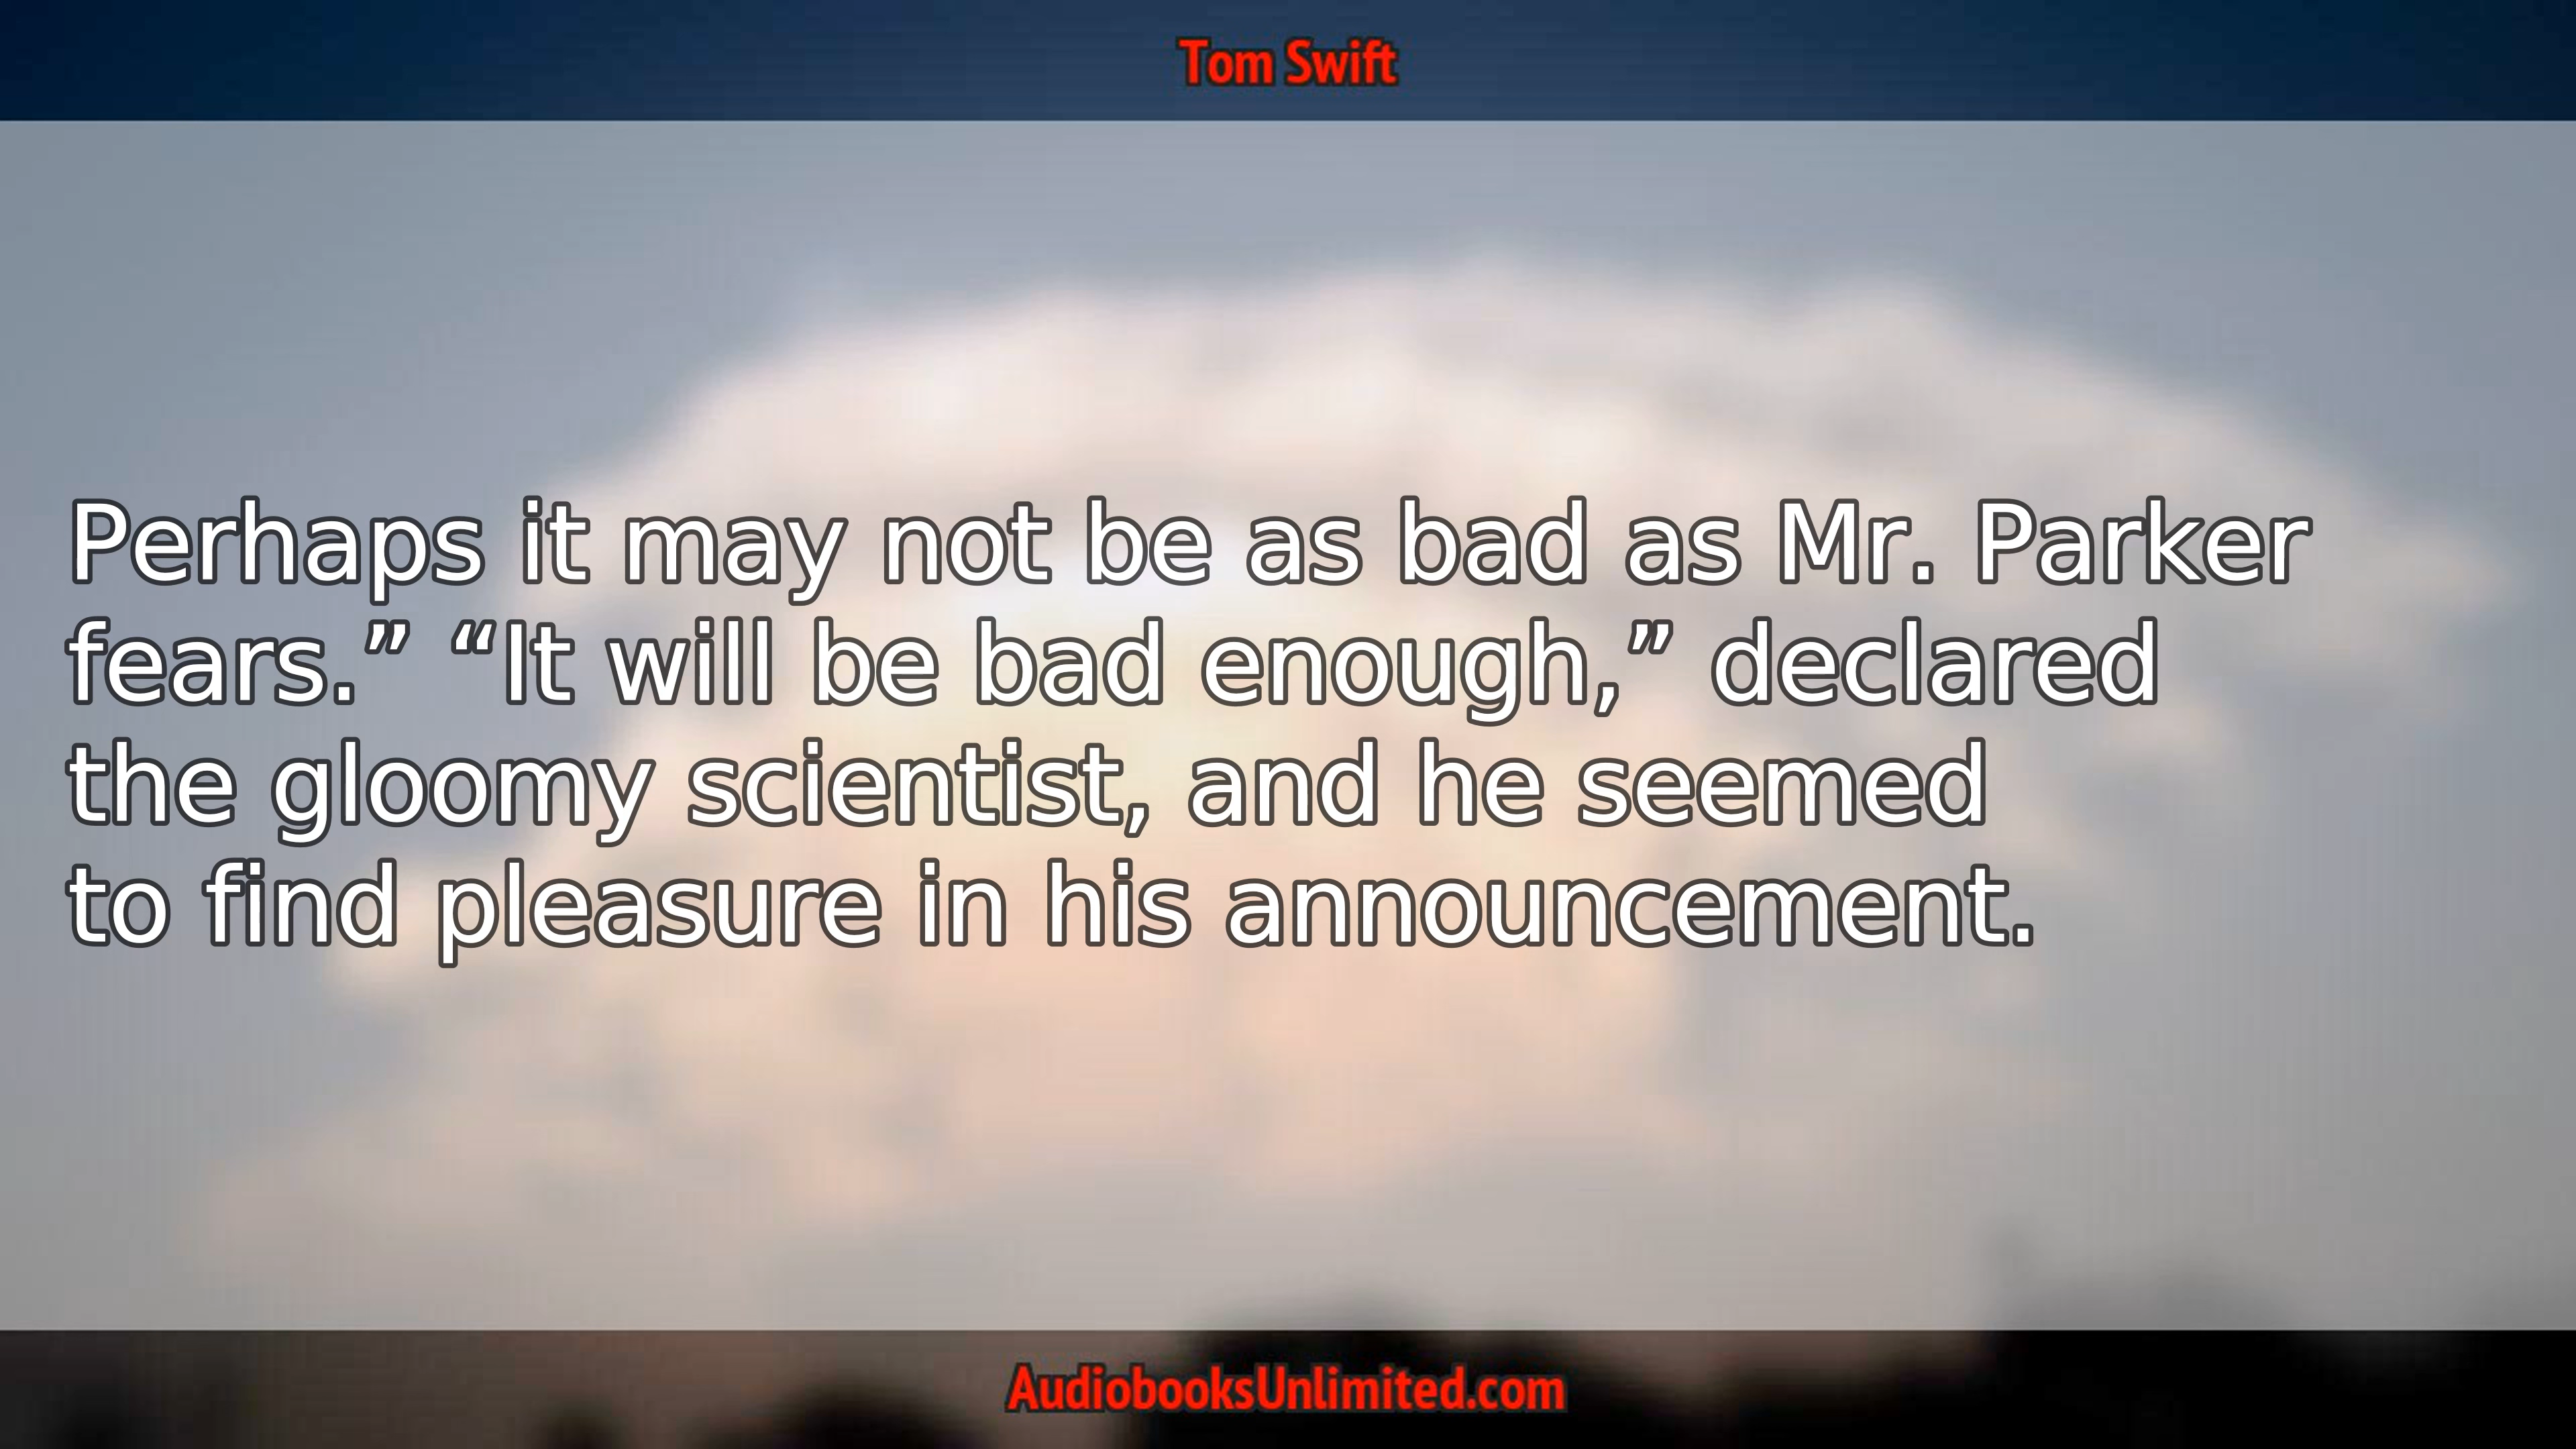 Tom Swift
Perhaps it may not be as bad as Mr. Parker
fears.” “It will be bad enough,” declared
the gloomy scientist, and he seemed
to find pleasure in his announcement.
AudiobooksUnlimited.com